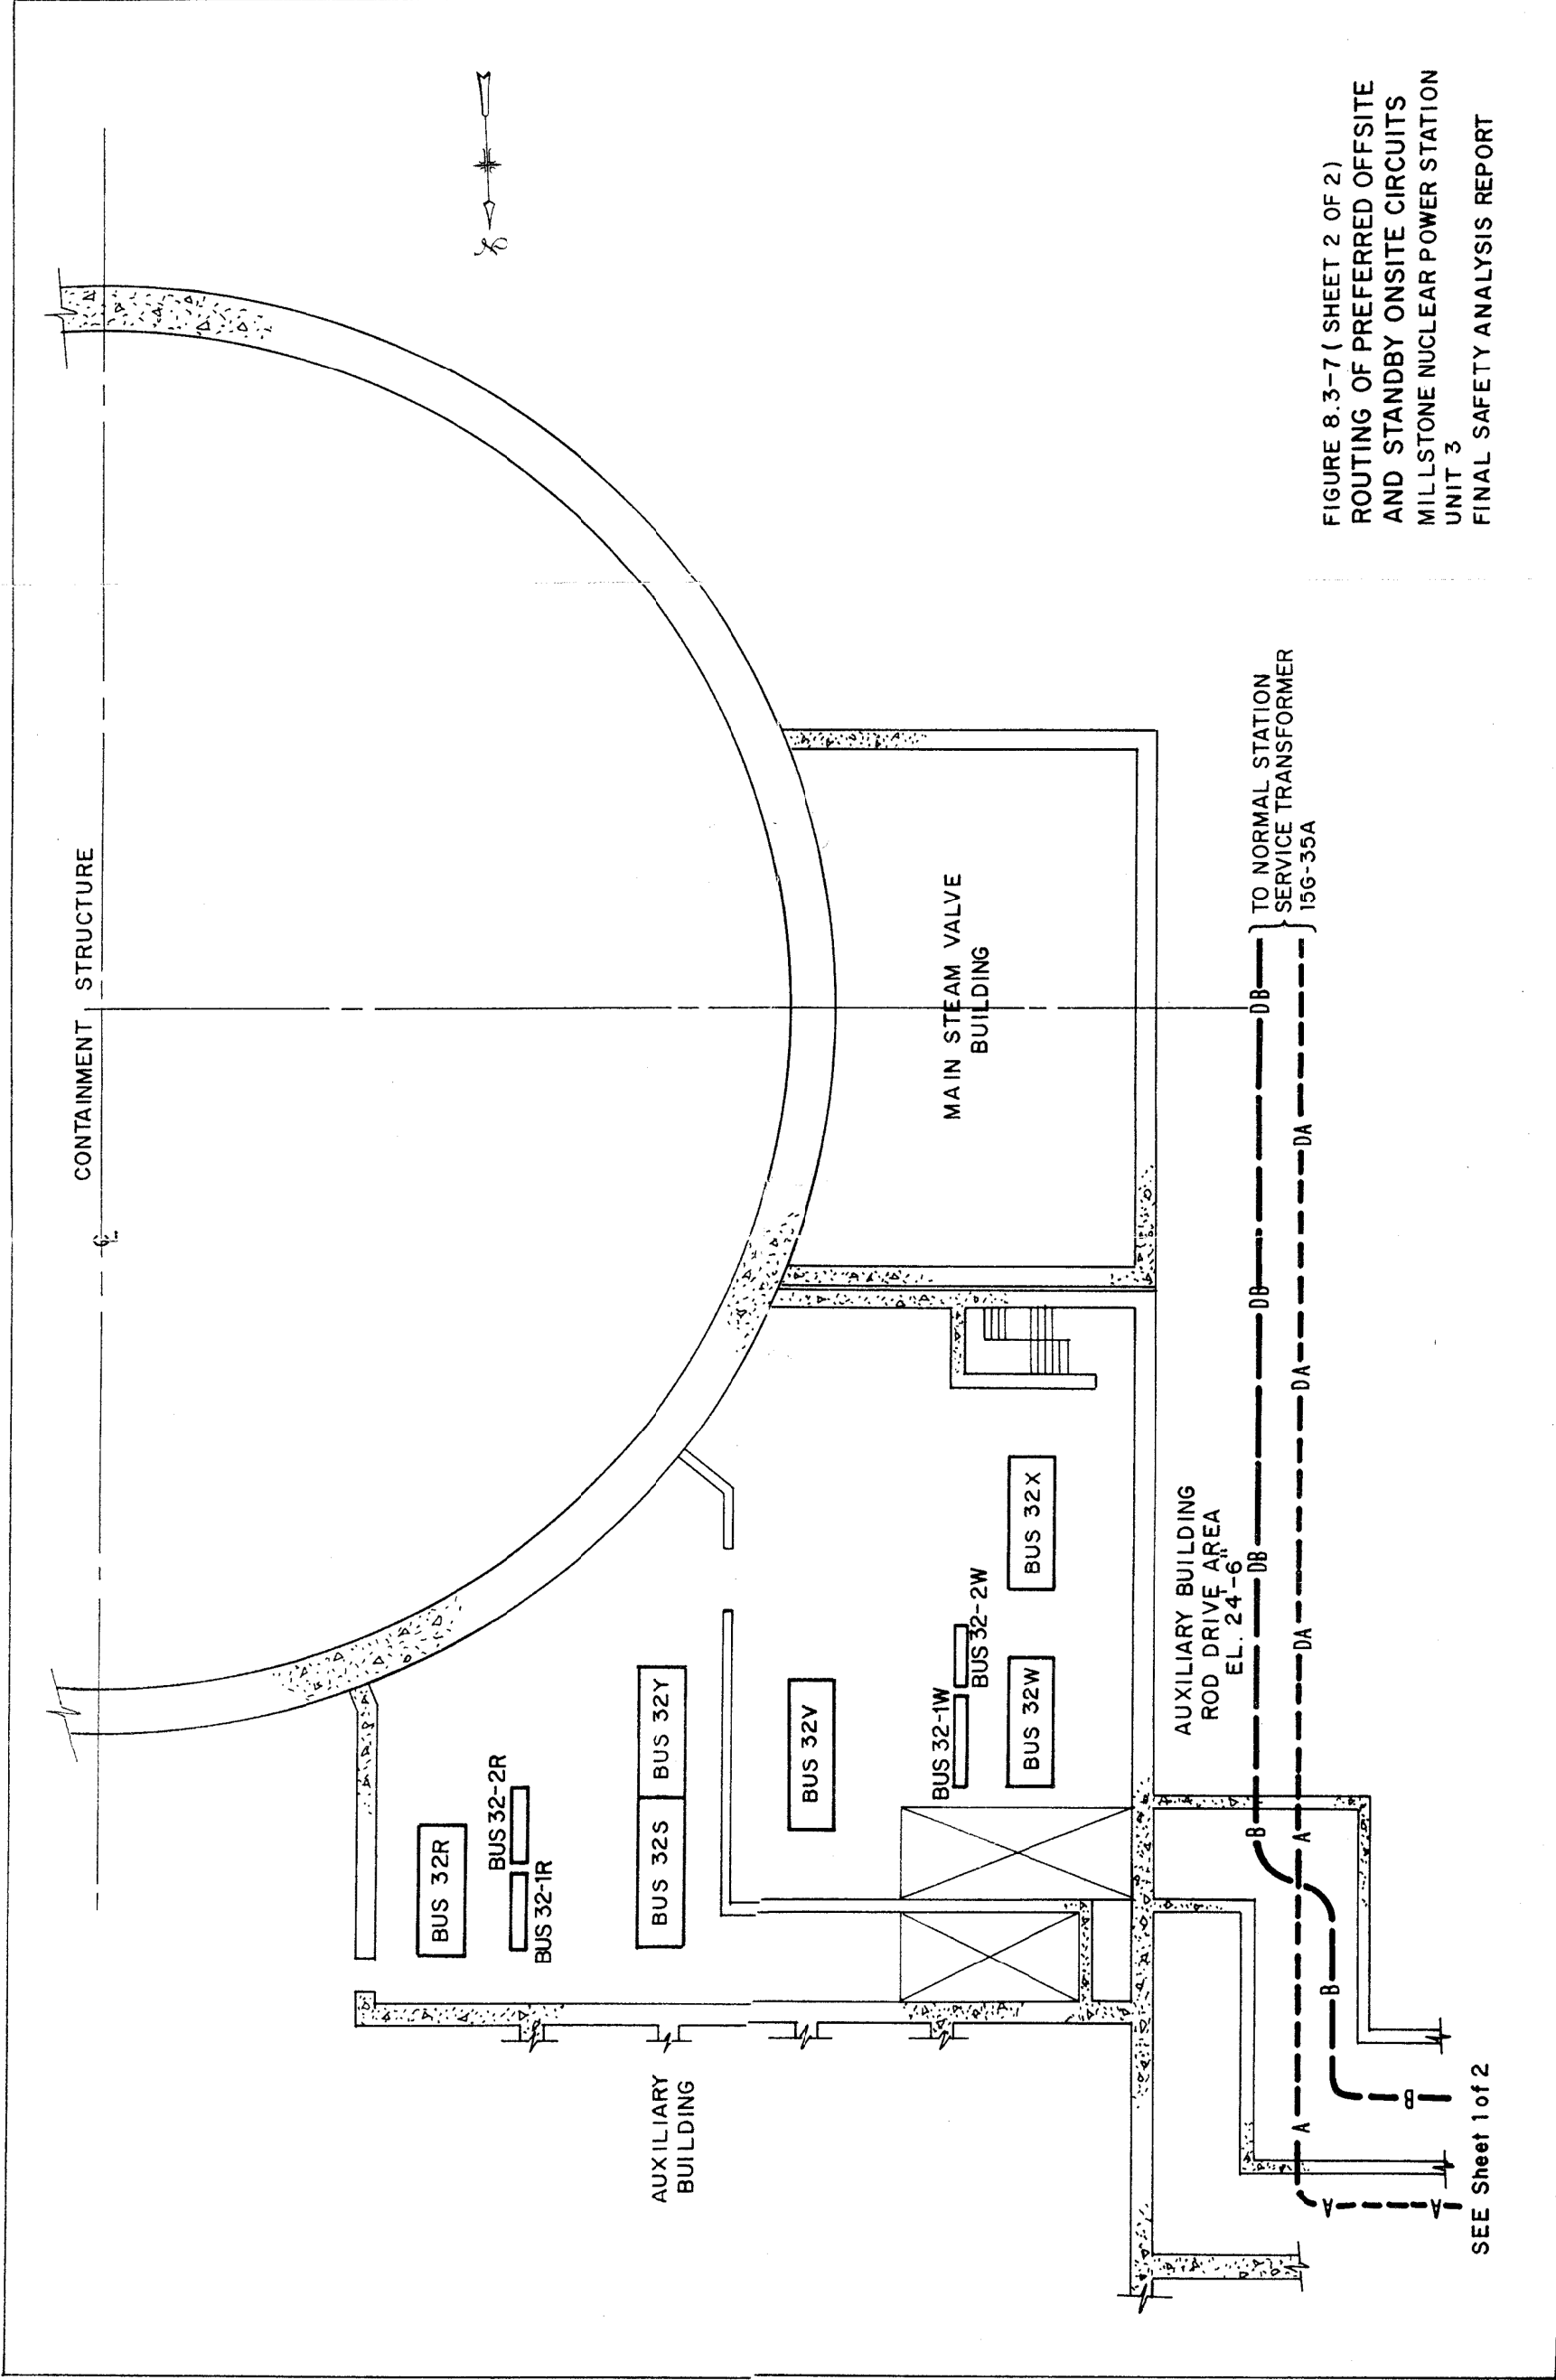 CONTAINMENT STRUCTURE
BUS 32R
BUS 32-2R
BUS 32-1R
BUS 32S
BUS 32Y
BUS 32V
BUS 32-1W
BUS 32-2W
BUS 32W
BUS 32X
MAIN STEAM VALVE
BUILDING
AUXILIARY
BUILDING
AUXILIARY BUILDING
ROD DRIVE AREA
EL. 24'-6"
TO NORMAL STATION
SERVICE TRANSFORMER
15G-35A
DB
DB
DB
DA
DA
DA
B
B
B
A
A
A
A
SEE Sheet 1 of 2
FIGURE 8.3-7 (SHEET 2 OF 2)
ROUTING OF PREFERRED OFFSITE
AND STANDBY ONSITE CIRCUITS
MILLSTONE NUCLEAR POWER STATION
UNIT 3
FINAL SAFETY ANALYSIS REPORT